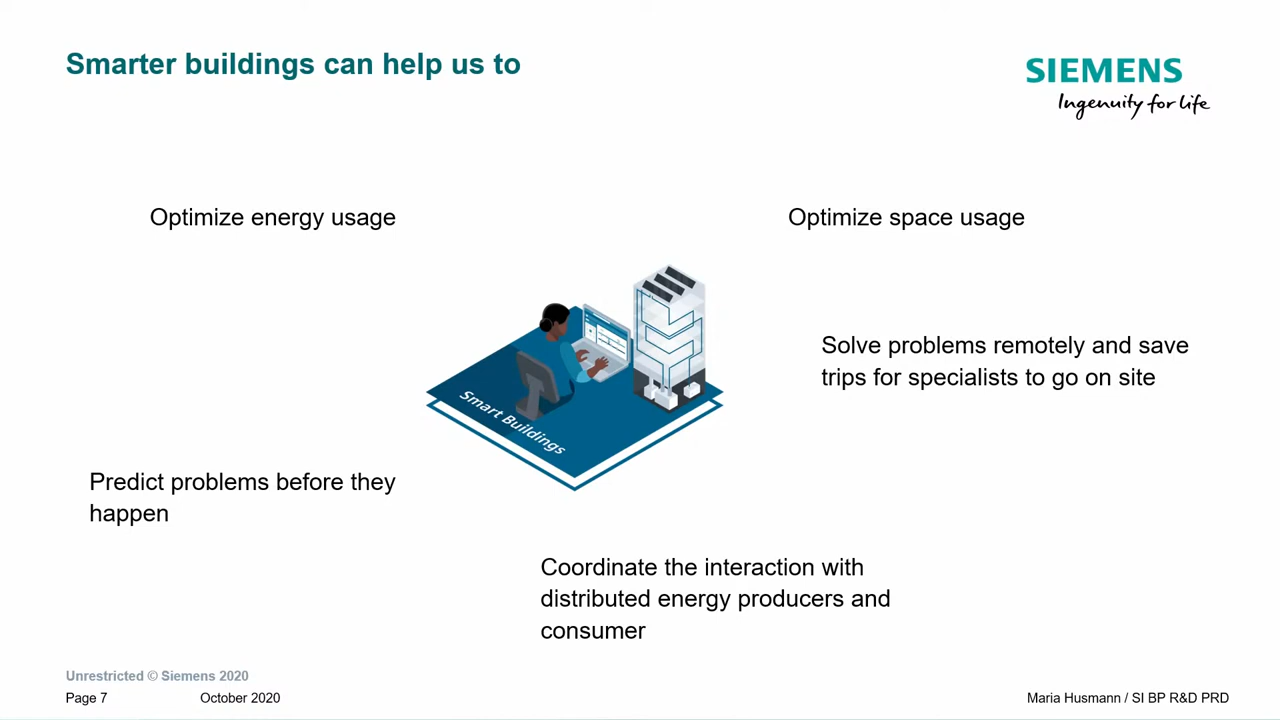 Smarter buildings can help us to
SIEMENS
Ingenuity for life
Optimize energy usage
Optimize space usage
Solve problems remotely and save
trips for specialists to go on site
Smart Buildings
Predict problems before they
happen
Coordinate the interaction with
distributed energy producers and
consumer
Unrestricted © Siemens 2020
Page 7
October 2020
Maria Husmann / SI BP R&D PRD